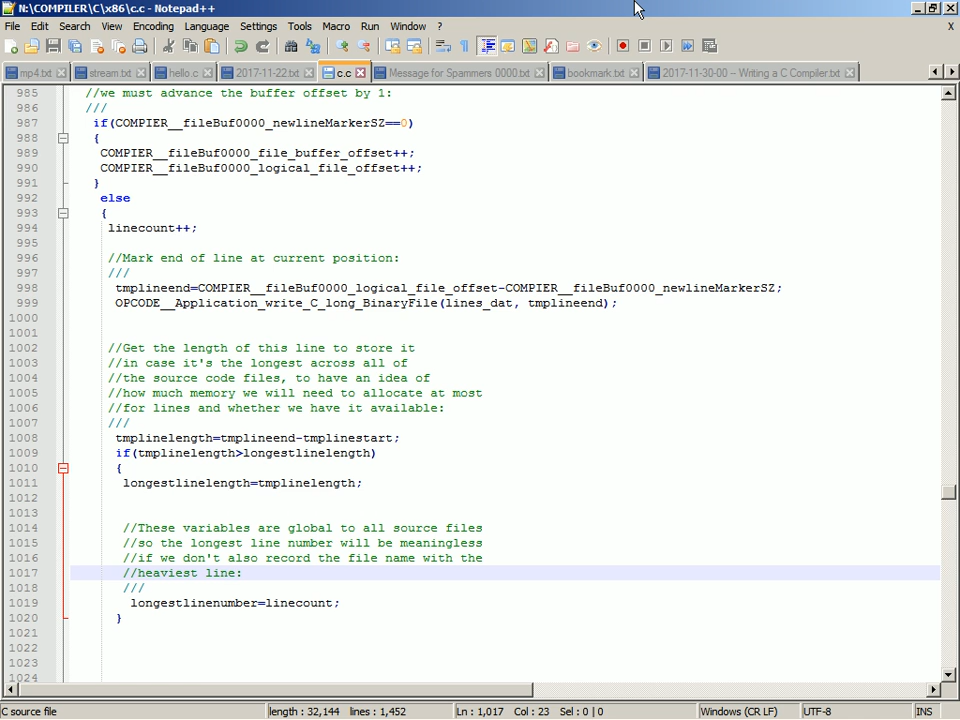 N:\COMPILER\C\x86\c.c - Notepad++
File Edit Search View Encoding Language Settings Tools Macro Run Window ? X
mp4.txt stream.txt hello.c 2017-11-22.txt c.c Message for Spammers 0000.txt bookmark.txt 2017-11-30-00 -- Writing a C Compiler.txt
985 //we must advance the buffer offset by 1:
986 ///
987 if(COMPIER__fileBuf0000_newlineMarkerSZ==0)
988 {
989 COMPIER__fileBuf0000_file_buffer_offset++;
990 COMPIER__fileBuf0000_logical_file_offset++;
991 }
992 else
993 {
994 linecount++;
995
996 //Mark end of line at current position:
997 ///
998 tmplineend=COMPIER__fileBuf0000_logical_file_offset-COMPIER__fileBuf0000_newlineMarkerSZ;
999 OPCODE__Application_write_C_long_BinaryFile(lines_dat, tmplineend);
1000
1001
1002 //Get the length of this line to store it
1003 //in case it's the longest across all of
1004 //the source code files, to have an idea of
1005 //how much memory we will need to allocate at most
1006 //for lines and whether we have it available:
1007 ///
1008 tmplinelength=tmplineend-tmplinestart;
1009 if(tmplinelength>longestlinelength)
1010 {
1011 longestlinelength=tmplinelength;
1012
1013
1014 //These variables are global to all source files
1015 //so the longest line number will be meaningless
1016 //if we don't also record the file name with the
1017 //heaviest line:
1018 ///
1019 longestlinenumber=linecount;
1020 }
1021
1022
1023
1024
C source file length : 32,144 lines : 1,452 Ln : 1,017 Col : 23 Sel : 0 | 0 Windows (CR LF) UTF-8 INS